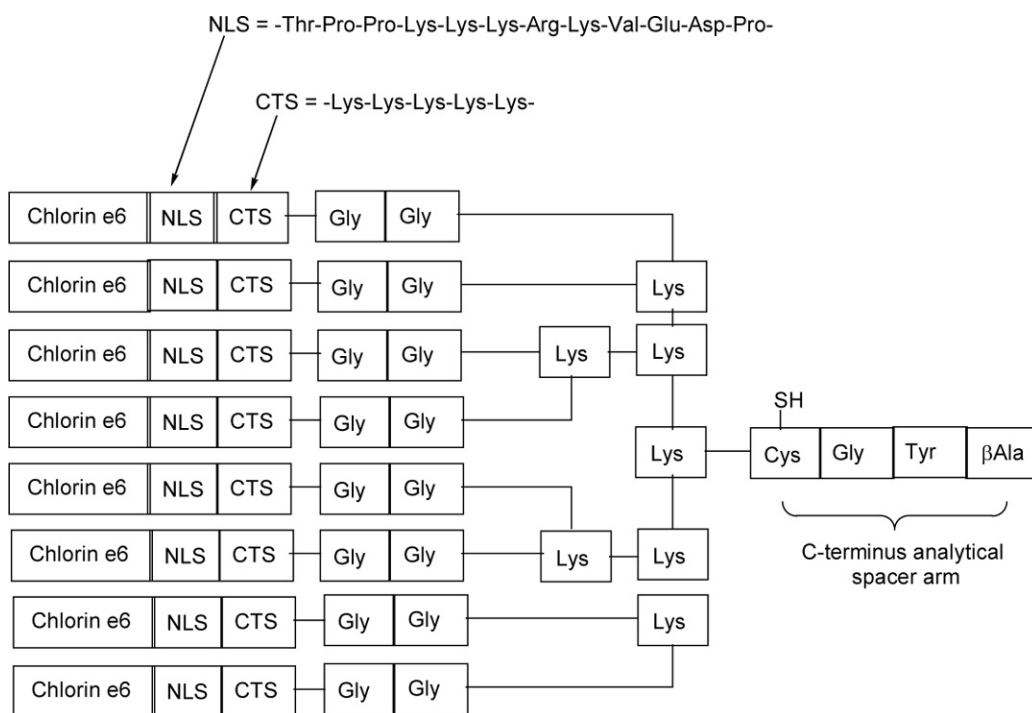 NLS = -Thr-Pro-Pro-Lys-Lys-Lys-Arg-Lys-Val-Glu-Asp-Pro-
CTS = -Lys-Lys-Lys-Lys-Lys-
Chlorin e6 NLS CTS Gly Gly
Chlorin e6 NLS CTS Gly Gly Lys
Chlorin e6 NLS CTS Gly Gly Lys Lys
Chlorin e6 NLS CTS Gly Gly
SH
Lys Cys Gly Tyr βAla
Chlorin e6 NLS CTS Gly Gly
Chlorin e6 NLS CTS Gly Gly Lys Lys
C-terminus analytical
spacer arm
Chlorin e6 NLS CTS Gly Gly Lys
Chlorin e6 NLS CTS Gly Gly